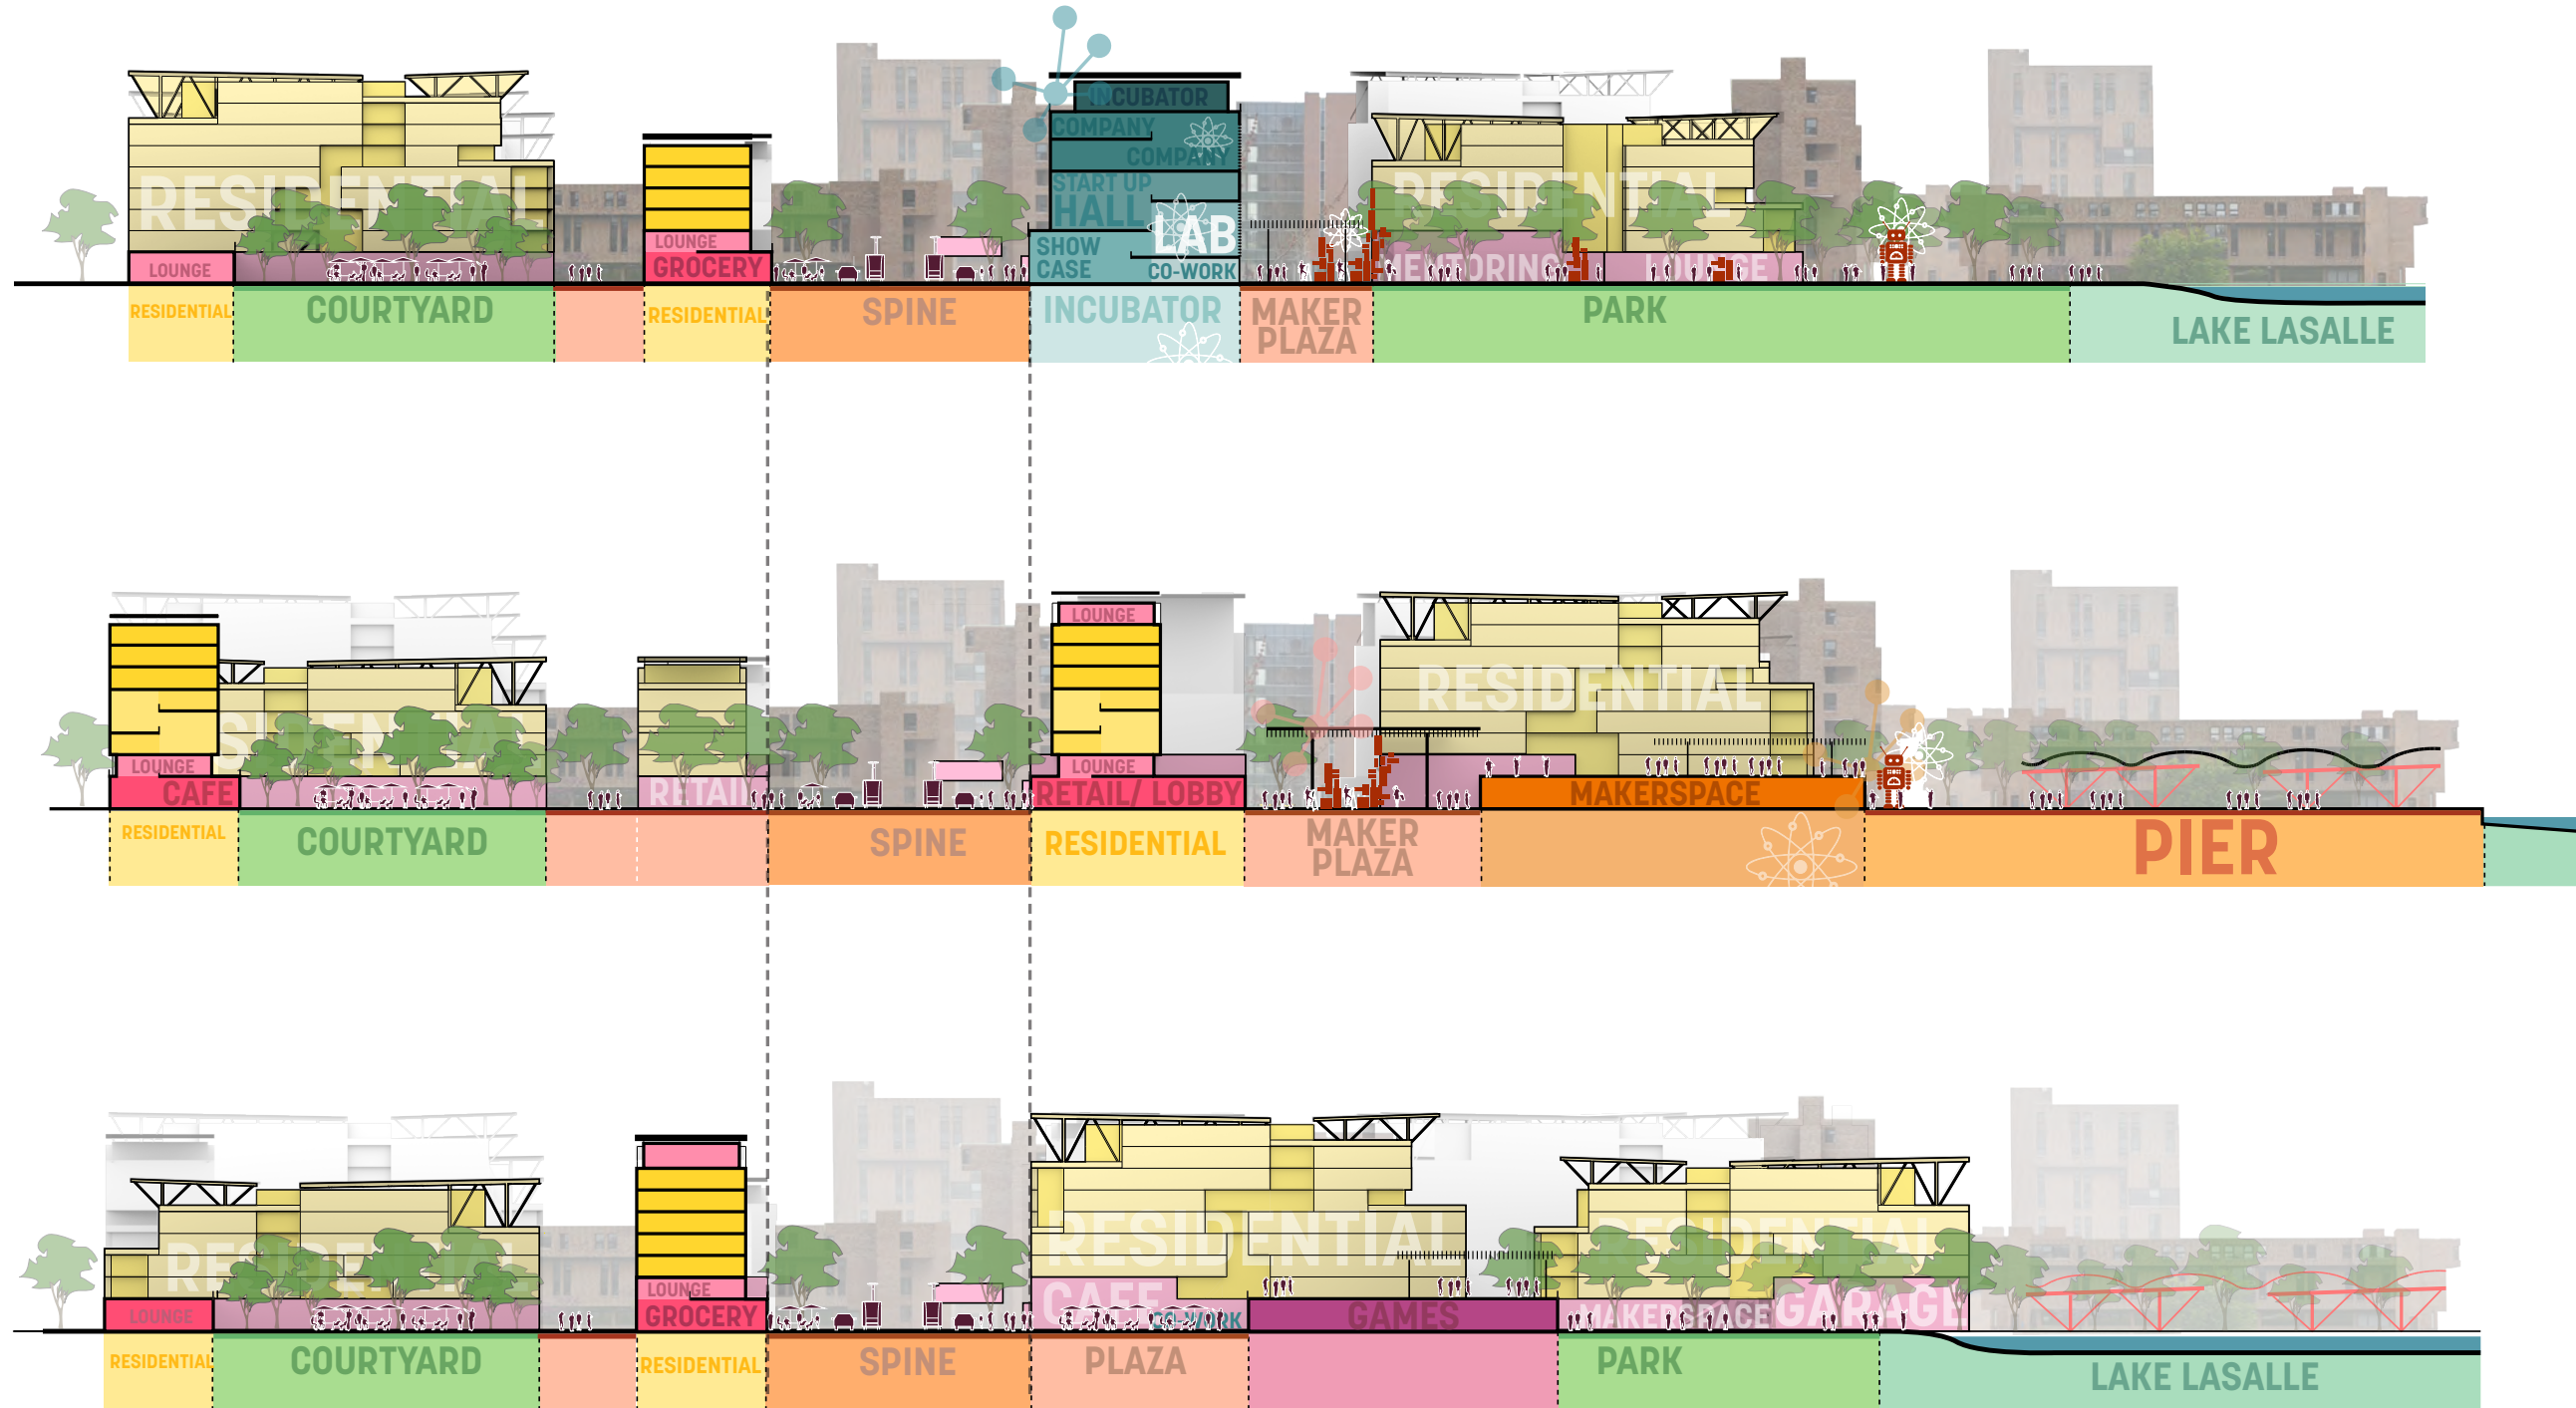 INCUBATOR
COMPANY
COMPANY
START UP
HALL
LAB
SHOW
CASE
CO-WORK
RESIDENTIAL
RESIDENTIAL
LOUNGE
LOUNGE
GROCERY
MENTORING
LOUNGE
RESIDENTIAL
COURTYARD
RESIDENTIAL
SPINE
INCUBATOR
MAKER
PLAZA
PARK
LAKE LASALLE
LOUNGE
RESIDENTIAL
SIDENTIAL
LOUNGE
CAFE
RETAIL
LOUNGE
RETAIL/ LOBBY
MAKERSPACE
RESIDENTIAL
COURTYARD
SPINE
RESIDENTIAL
MAKER
PLAZA
PIER
RESIDENTIAL
RESIDENTIAL
RESIDENTIAL
LOUNGE
LOUNGE
GROCERY
CAFE
CO-WORK
GAMES
MAKERSPACE
GARAGE
RESIDENTIAL
COURTYARD
RESIDENTIAL
SPINE
PLAZA
PARK
LAKE LASALLE